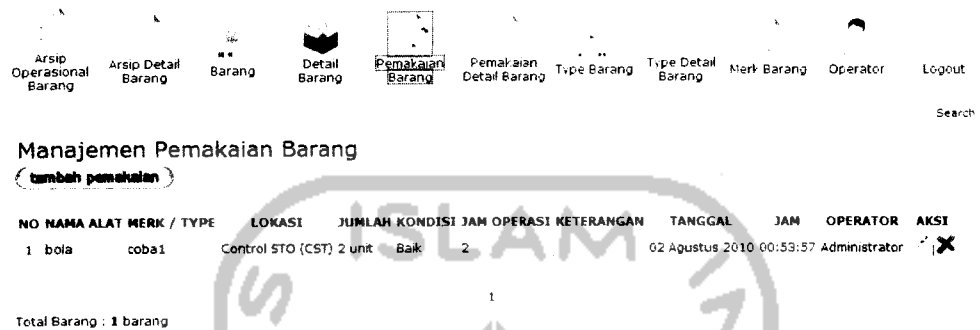 Arsip Operasional Barang
Arsip Detail Barang
Barang
Detail Barang
Pemakaian Barang
Pemakaian Detail Barang
Type Barang
Type Detail Barang
Merk Barang
Operator
Logout
Search
Manajemen Pemakaian Barang
tambah pemakaian
NO NAMA ALAT MERK / TYPE LOKASI JUMLAH KONDISI JAM OPERASI KETERANGAN TANGGAL JAM OPERATOR AKSI
1 bola coba1 Control STO (CST) 2 unit Baik 2 02 Agustus 2010 00:53:57 Administrator
1
Total Barang : 1 barang
ISLAM